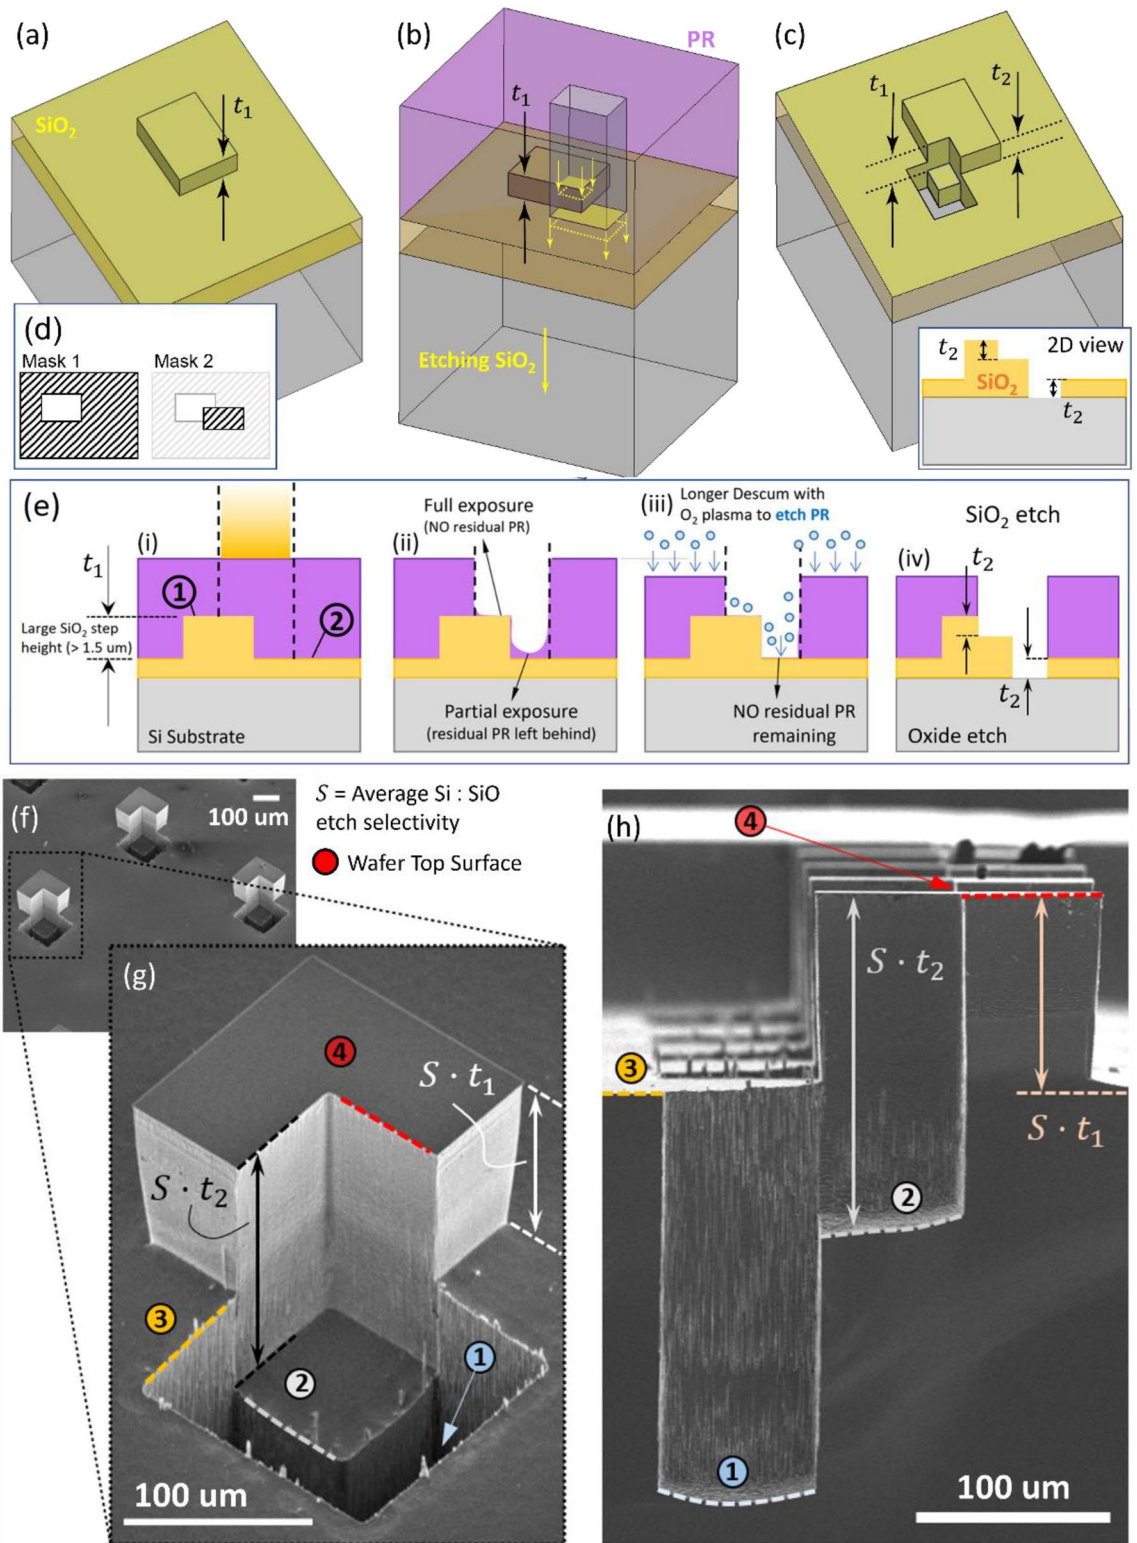 (a)
SiO₂
t₁
(b)
PR
t₁
Etching SiO₂
(c)
t₁
t₂
(d)
Mask 1
Mask 2
t₂
2D view
SiO₂
t₂
(e)
(i)
t₁
1
2
Large SiO₂ step
height (> 1.5 um)
Si Substrate
(ii)
Full exposure
(NO residual PR)
Partial exposure
(residual PR left behind)
(iii)
Longer Descum with
O₂ plasma to etch PR
NO residual PR
remaining
SiO₂ etch
(iv)
t₂
t₂
Oxide etch
(f)
100 um
S = Average Si : SiO
etch selectivity
Wafer Top Surface
(g)
4
S · t₁
S · t₂
3
2
1
100 um
(h)
4
S · t₂
3
S · t₁
2
1
100 um